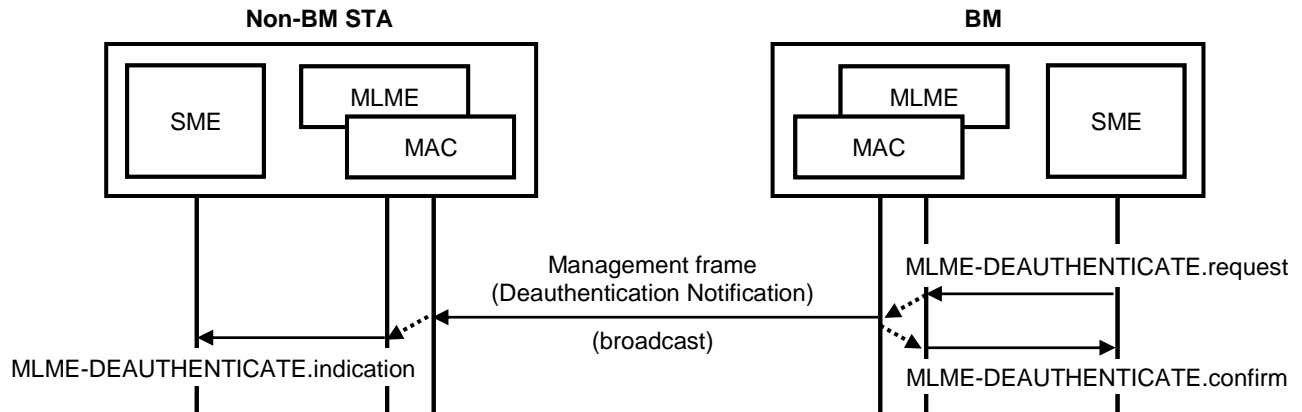 Non-BM STA
BM
SME
MLME
MAC
MLME
MAC
SME
Management frame
(Deauthentication Notification)
MLME-DEAUTHENTICATE.request
(broadcast)
MLME-DEAUTHENTICATE.indication
MLME-DEAUTHENTICATE.confirm